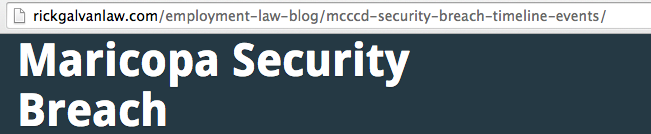 rickgalvanlaw.com/employment-law-blog/mcccd-security-breach-timeline-events/
Maricopa Security
Breach